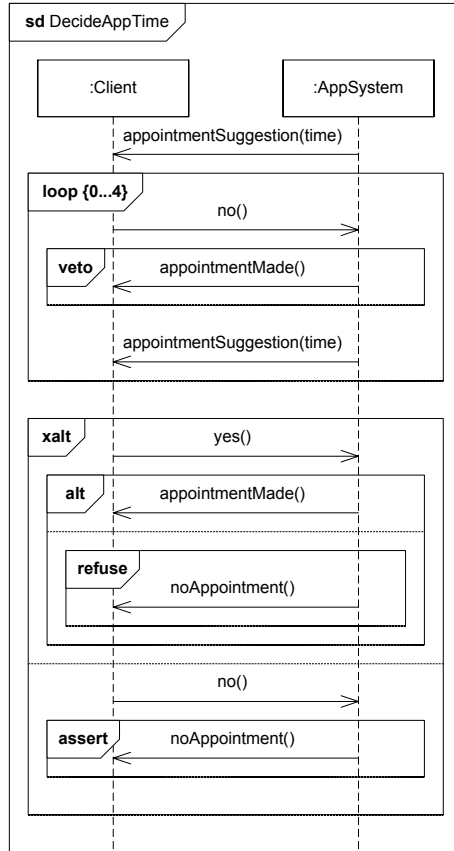 sd DecideAppTime
:Client :AppSystem
appointmentSuggestion(time)
loop {0...4}
no()
veto appointmentMade()
appointmentSuggestion(time)
xalt yes()
alt appointmentMade()
refuse
noAppointment()
no()
assert noAppointment()